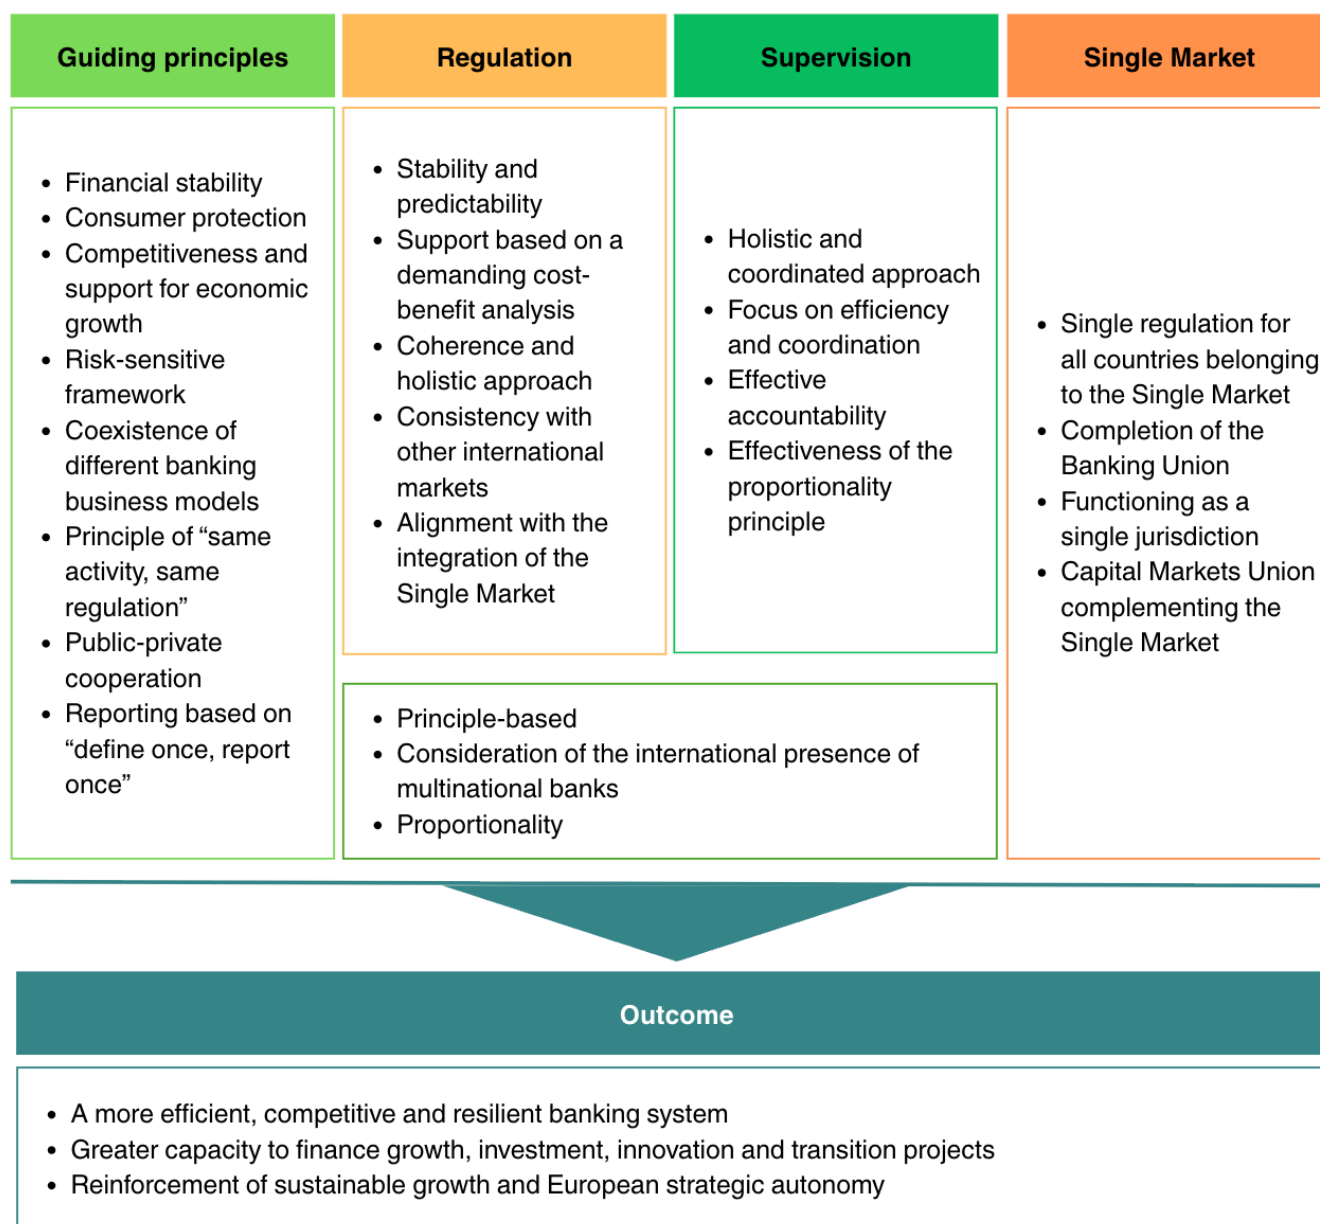 Guiding principles
• Financial stability
• Consumer protection
• Competitiveness and
support for economic
growth
• Risk-sensitive
framework
• Coexistence of
different banking
business models
• Principle of “same
activity, same
regulation”
• Public-private
cooperation
• Reporting based on
“define once, report
once”
Regulation
• Stability and
predictability
• Support based on a
demanding cost-
benefit analysis
• Coherence and
holistic approach
• Consistency with
other international
markets
• Alignment with the
integration of the
Single Market
Supervision
• Holistic and
coordinated approach
• Focus on efficiency
and coordination
• Effective
accountability
• Effectiveness of the
proportionality
principle
• Principle-based
• Consideration of the international presence of
multinational banks
• Proportionality
Single Market
• Single regulation for
all countries belonging
to the Single Market
• Completion of the
Banking Union
• Functioning as a
single jurisdiction
• Capital Markets Union
complementing the
Single Market
Outcome
• A more efficient, competitive and resilient banking system
• Greater capacity to finance growth, investment, innovation and transition projects
• Reinforcement of sustainable growth and European strategic autonomy